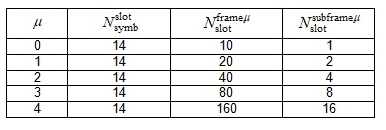 μ N_symb^slot N_slot^frame,μ N_slot^subframe,μ
0 14 10 1
1 14 20 2
2 14 40 4
3 14 80 8
4 14 160 16